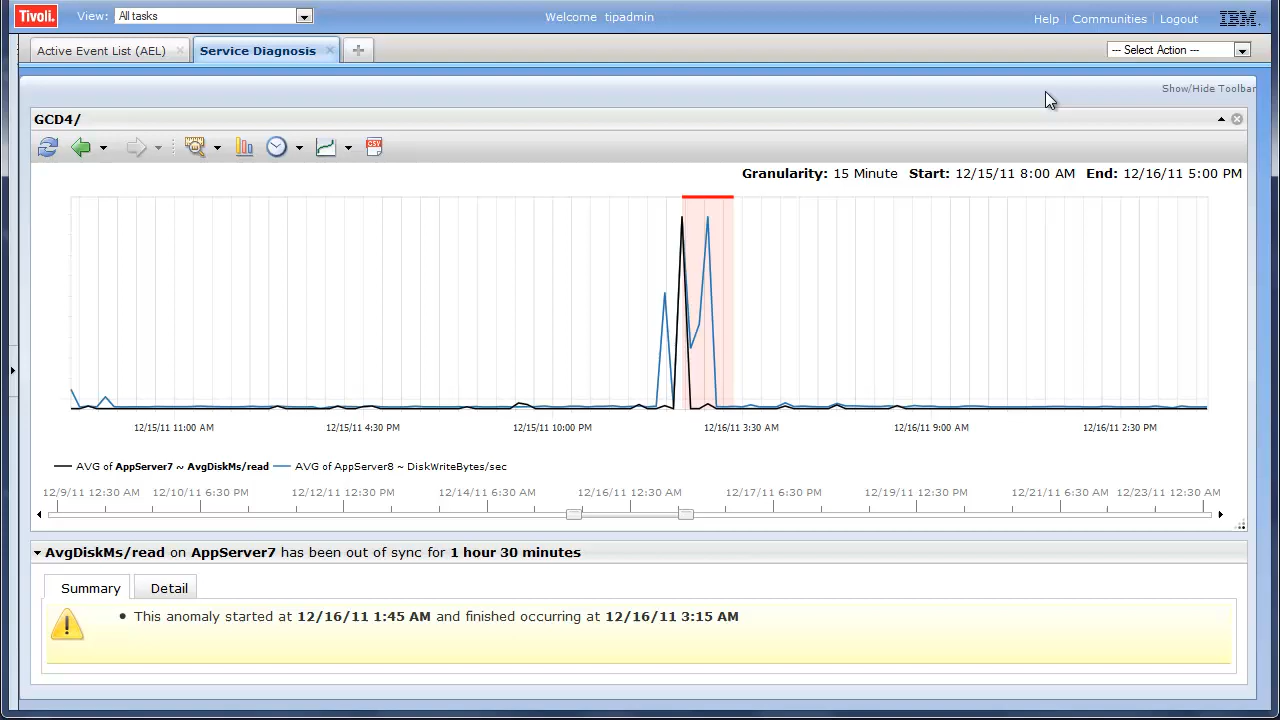 Tivoli. View: All tasks Welcome tipadmin Help Communities Logout IBM.
Active Event List (AEL) Service Diagnosis -- Select Action --
Show/Hide Toolbar
GCD4/
CSV
Granularity: 15 Minute Start: 12/15/11 8:00 AM End: 12/16/11 5:00 PM
12/15/11 11:00 AM 12/15/11 4:30 PM 12/15/11 10:00 PM 12/16/11 3:30 AM 12/16/11 9:00 AM 12/16/11 2:30 PM
AVG of AppServer7 ~ AvgDiskMs/read AVG of AppServer8 ~ DiskWriteBytes/sec
12/9/11 12:30 AM 12/10/11 6:30 PM 12/12/11 12:30 PM 12/14/11 6:30 AM 12/16/11 12:30 AM 12/17/11 6:30 PM 12/19/11 12:30 PM 12/21/11 6:30 AM 12/23/11 12:30 AM
AvgDiskMs/read on AppServer7 has been out of sync for 1 hour 30 minutes
Summary Detail
• This anomaly started at 12/16/11 1:45 AM and finished occurring at 12/16/11 3:15 AM